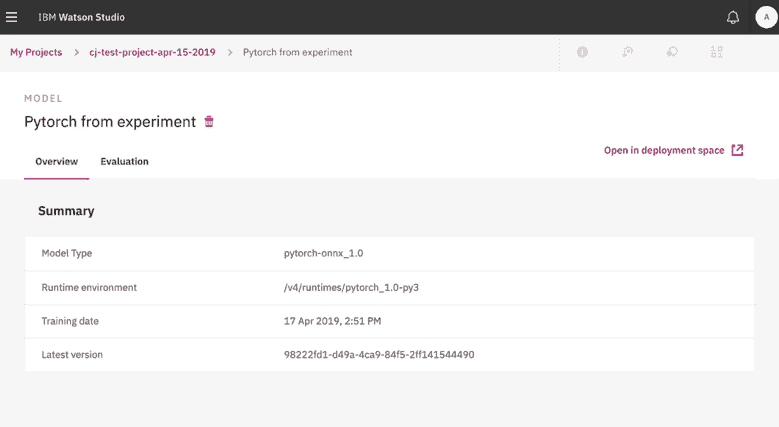 IBM Watson Studio
A
My Projects > cj-test-project-apr-15-2019 > Pytorch from experiment
MODEL
Pytorch from experiment
Open in deployment space
Overview Evaluation
Summary
Model Type pytorch-onnx_1.0
Runtime environment /v4/runtimes/pytorch_1.0-py3
Training date 17 Apr 2019, 2:51 PM
Latest version 98222fd1-d49a-4ca9-84f5-2ff141544490